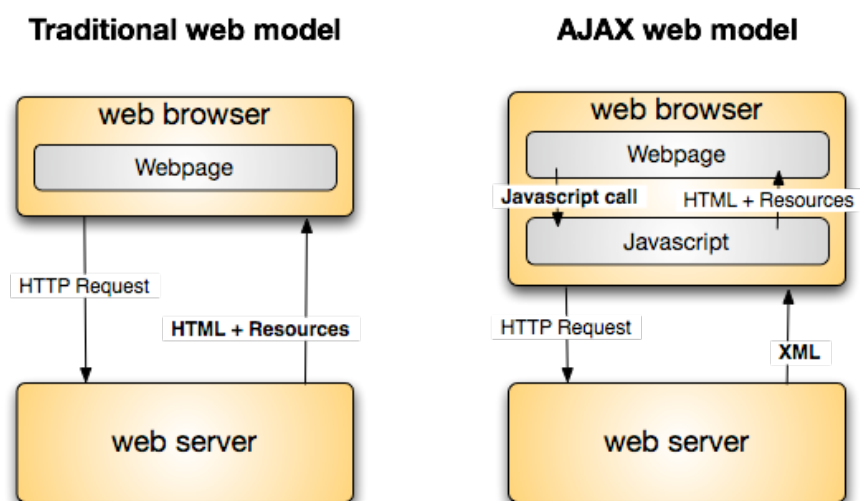 Traditional web model
web browser
Webpage
HTTP Request
HTML + Resources
web server
AJAX web model
web browser
Webpage
Javascript call
HTML + Resources
Javascript
HTTP Request
XML
web server